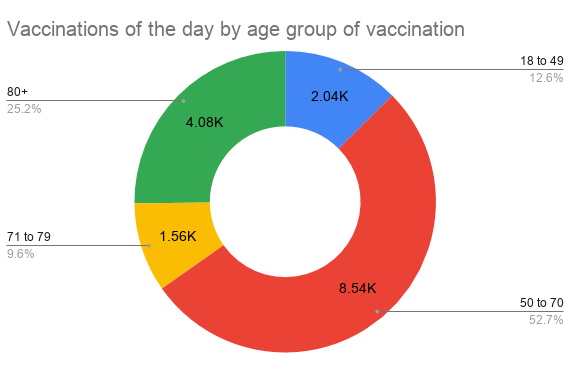 Vaccinations of the day by age group of vaccination
18 to 49
12.6%
80+
25.2%
2.04K
4.08K
71 to 79
9.6%
1.56K
8.54K
50 to 70
52.7%